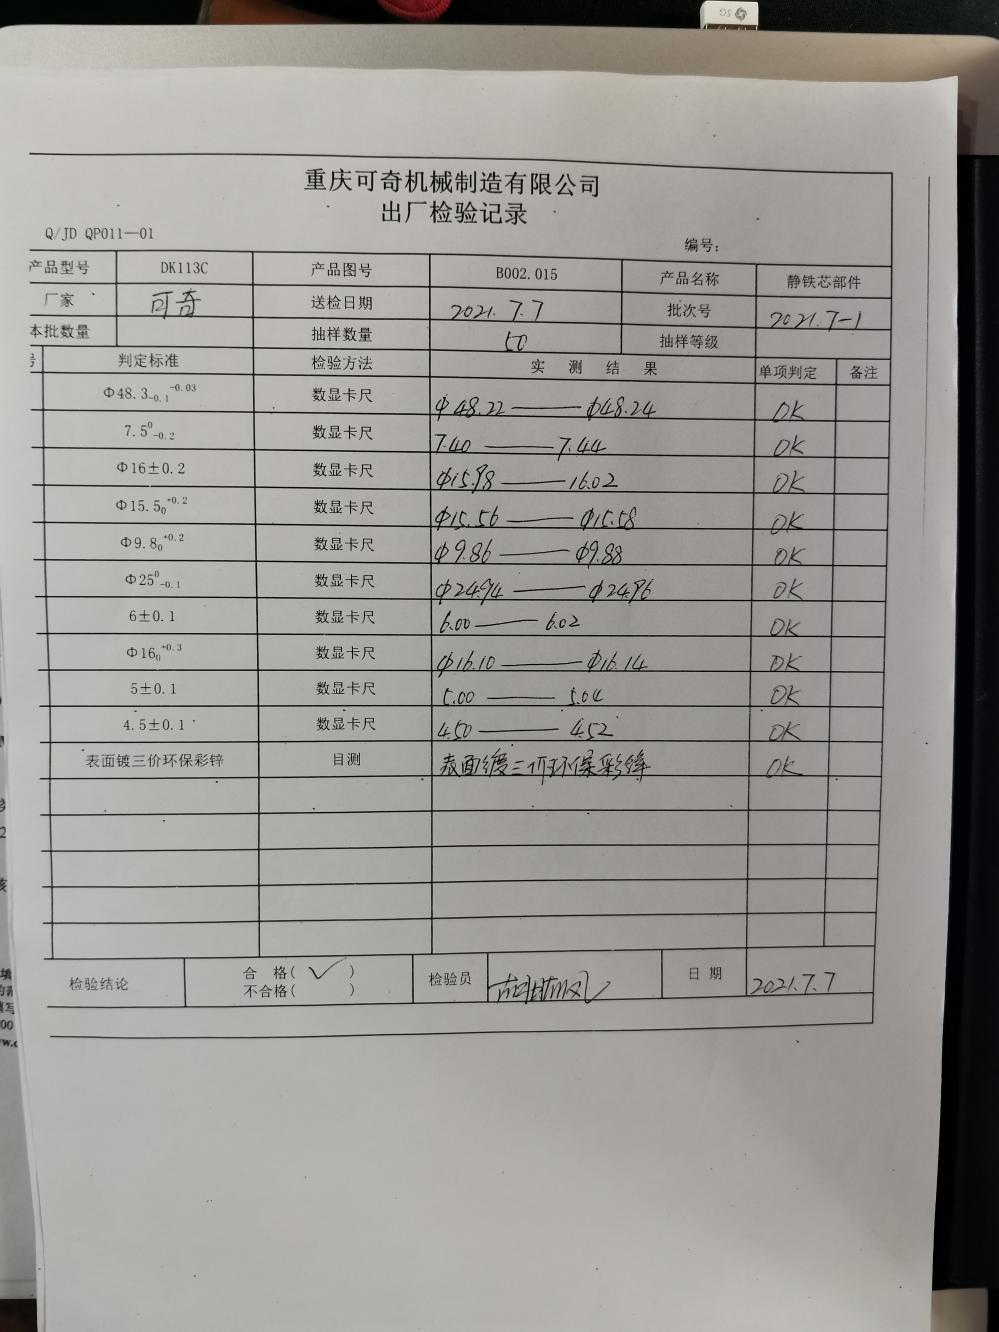 5G
重庆可奇机械制造有限公司
出厂检验记录
Q/JD QP011—01 编号:
产品型号 DK113C 产品图号 B002.015 产品名称 静铁芯部件
厂家 可奇 送检日期 2021.7.7 批次号 2021.7-1
本批数量 抽样数量 50 抽样等级
号 判定标准 检验方法 实 测 结 果 单项判定 备注
Φ48.3-0.1 -0.03 数显卡尺 φ48.22——φ48.24 OK
7.5 0 -0.2 数显卡尺 7.40——7.44 OK
Φ16±0.2 数显卡尺 φ15.98——16.02 OK
Φ15.5 0 +0.2 数显卡尺 φ15.56——φ15.58 OK
Φ9.8 0 +0.2 数显卡尺 φ9.86——φ9.88 OK
Φ25 0 -0.1 数显卡尺 φ24.94——φ24.96 OK
6±0.1 数显卡尺 6.00——6.02 OK
Φ16 0 +0.3 数显卡尺 φ16.10——φ16.14 OK
5±0.1 数显卡尺 5.00——5.04 OK
4.5±0.1 数显卡尺 4.50——4.52 OK
表面镀三价环保彩锌 目测 表面镀三价环保彩锌 OK
检验结论 合 格(✓) 检验员 日 期 2021.7.7
不合格( )